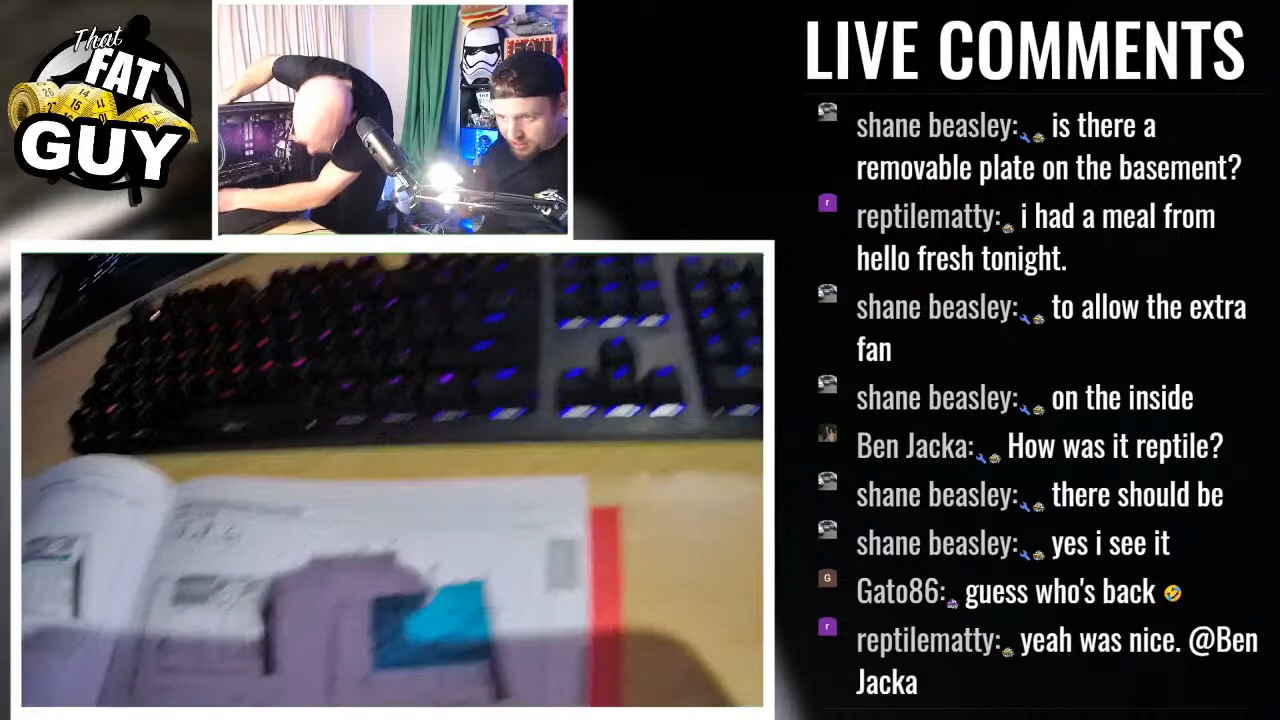 That
FAT
GUY
LIVE COMMENTS
shane beasley: is there a
removable plate on the basement?
reptilematty: i had a meal from
hello fresh tonight.
shane beasley: to allow the extra
fan
shane beasley: on the inside
Ben Jacka: How was it reptile?
shane beasley: there should be
shane beasley: yes i see it
Gato86: guess who's back 🤣
reptilematty: yeah was nice. @Ben
Jacka